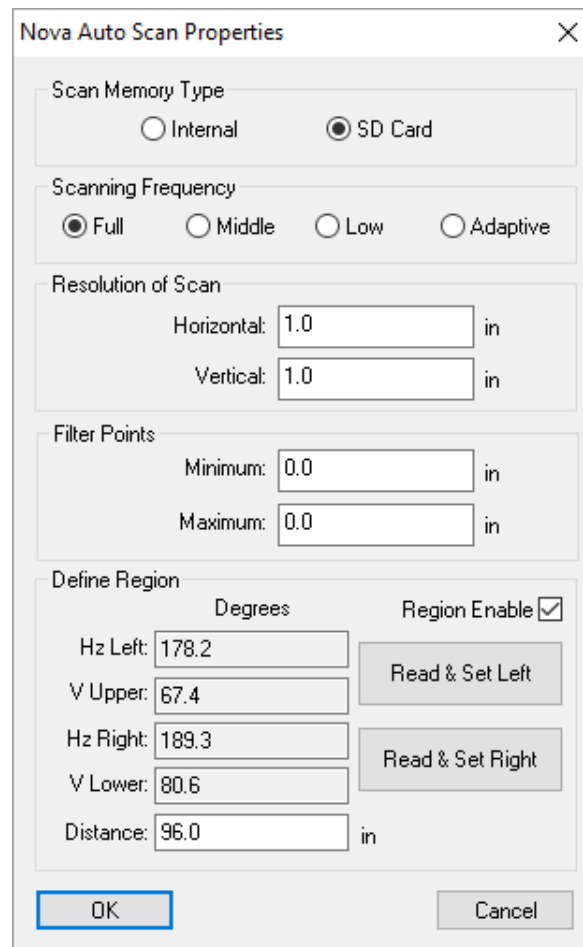 Nova Auto Scan Properties
Scan Memory Type
Internal SD Card
Scanning Frequency
Full Middle Low Adaptive
Resolution of Scan
Horizontal: 1.0 in
Vertical: 1.0 in
Filter Points
Minimum: 0.0 in
Maximum: 0.0 in
Define Region
Degrees Region Enable
Hz Left: 178.2
Read & Set Left
V Upper: 67.4
Hz Right: 189.3
Read & Set Right
V Lower: 80.6
Distance: 96.0 in
OK Cancel